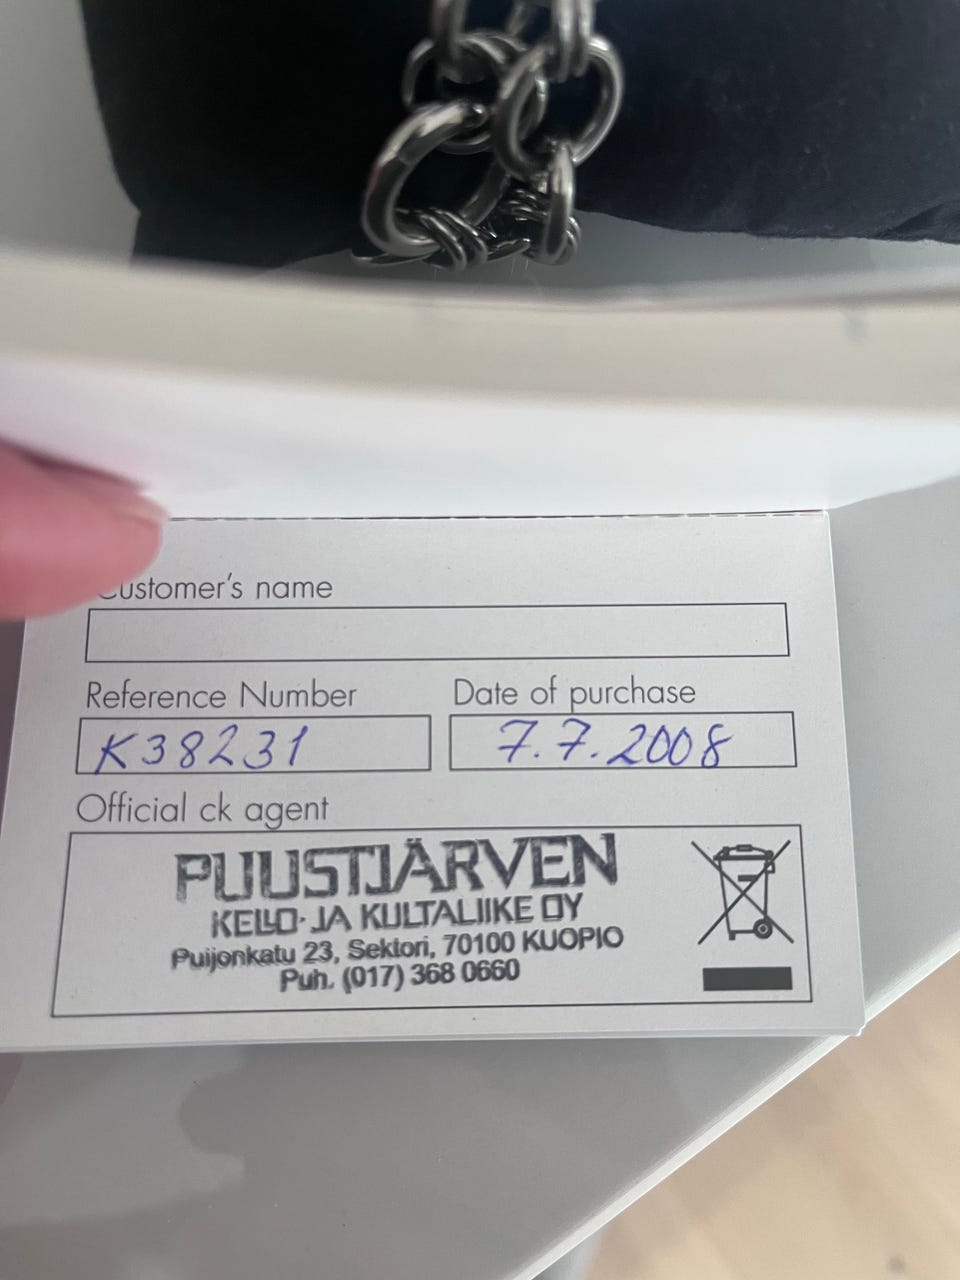 Customer's name
Reference Number
Date of purchase
K38231
7.7.2008
Official ck agent
PUUSTJÄRVEN
KELLO- JA KULTALIIKE OY
Puijonkatu 23, Sektori, 70100 KUOPIO
Puh. (017) 368 0660